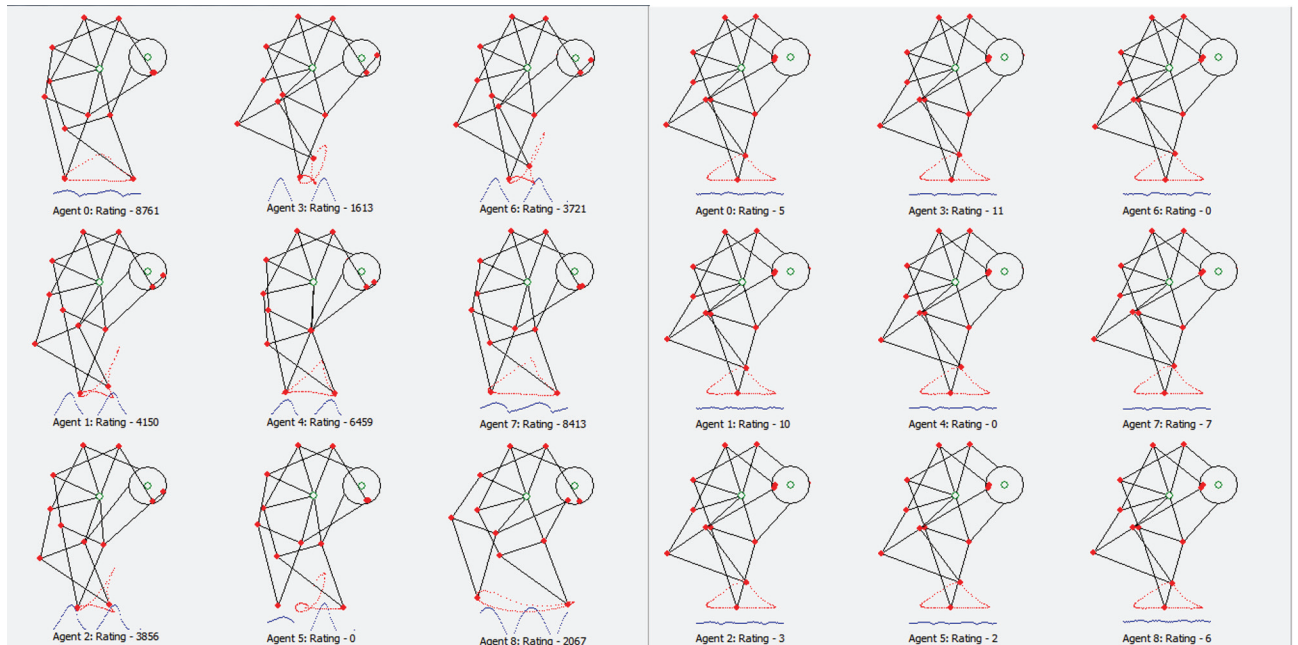 Agent 0: Rating - 8761
Agent 3: Rating - 1613
Agent 6: Rating - 3721
Agent 0: Rating - 5
Agent 3: Rating - 11
Agent 6: Rating - 0
Agent 1: Rating - 4150
Agent 4: Rating - 6459
Agent 7: Rating - 8413
Agent 1: Rating - 10
Agent 4: Rating - 0
Agent 7: Rating - 7
Agent 2: Rating - 3856
Agent 5: Rating - 0
Agent 8: Rating - 2067
Agent 2: Rating - 3
Agent 5: Rating - 2
Agent 8: Rating - 6